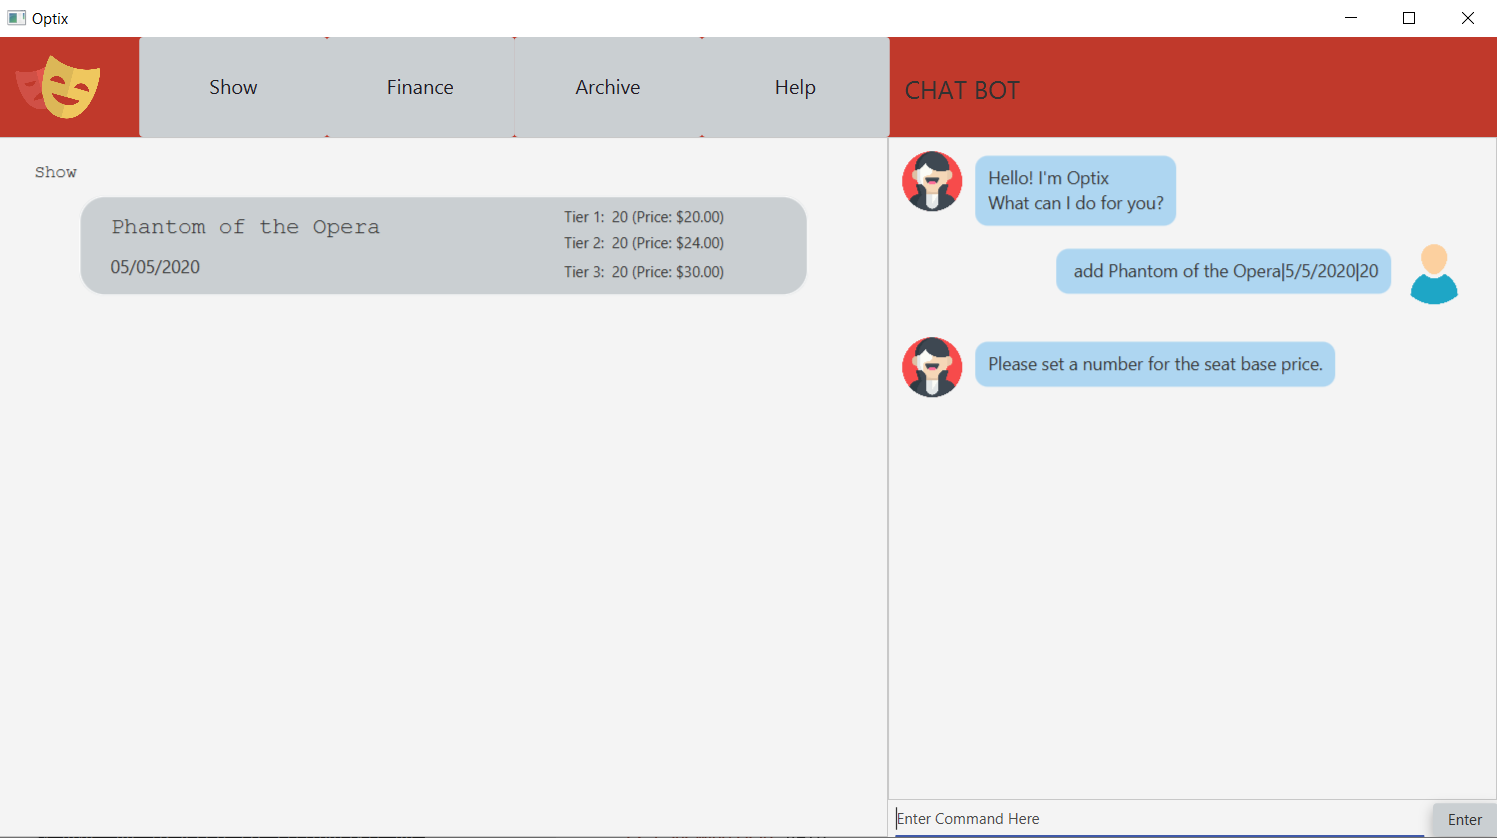 Optix
Show
Finance
Archive
Help
CHAT BOT
Show
Phantom of the Opera
05/05/2020
Tier 1: 20 (Price: $20.00)
Tier 2: 20 (Price: $24.00)
Tier 3: 20 (Price: $30.00)
Hello! I'm Optix
What can I do for you?
add Phantom of the Opera|5/5/2020|20
Please set a number for the seat base price.
Enter Command Here
Enter